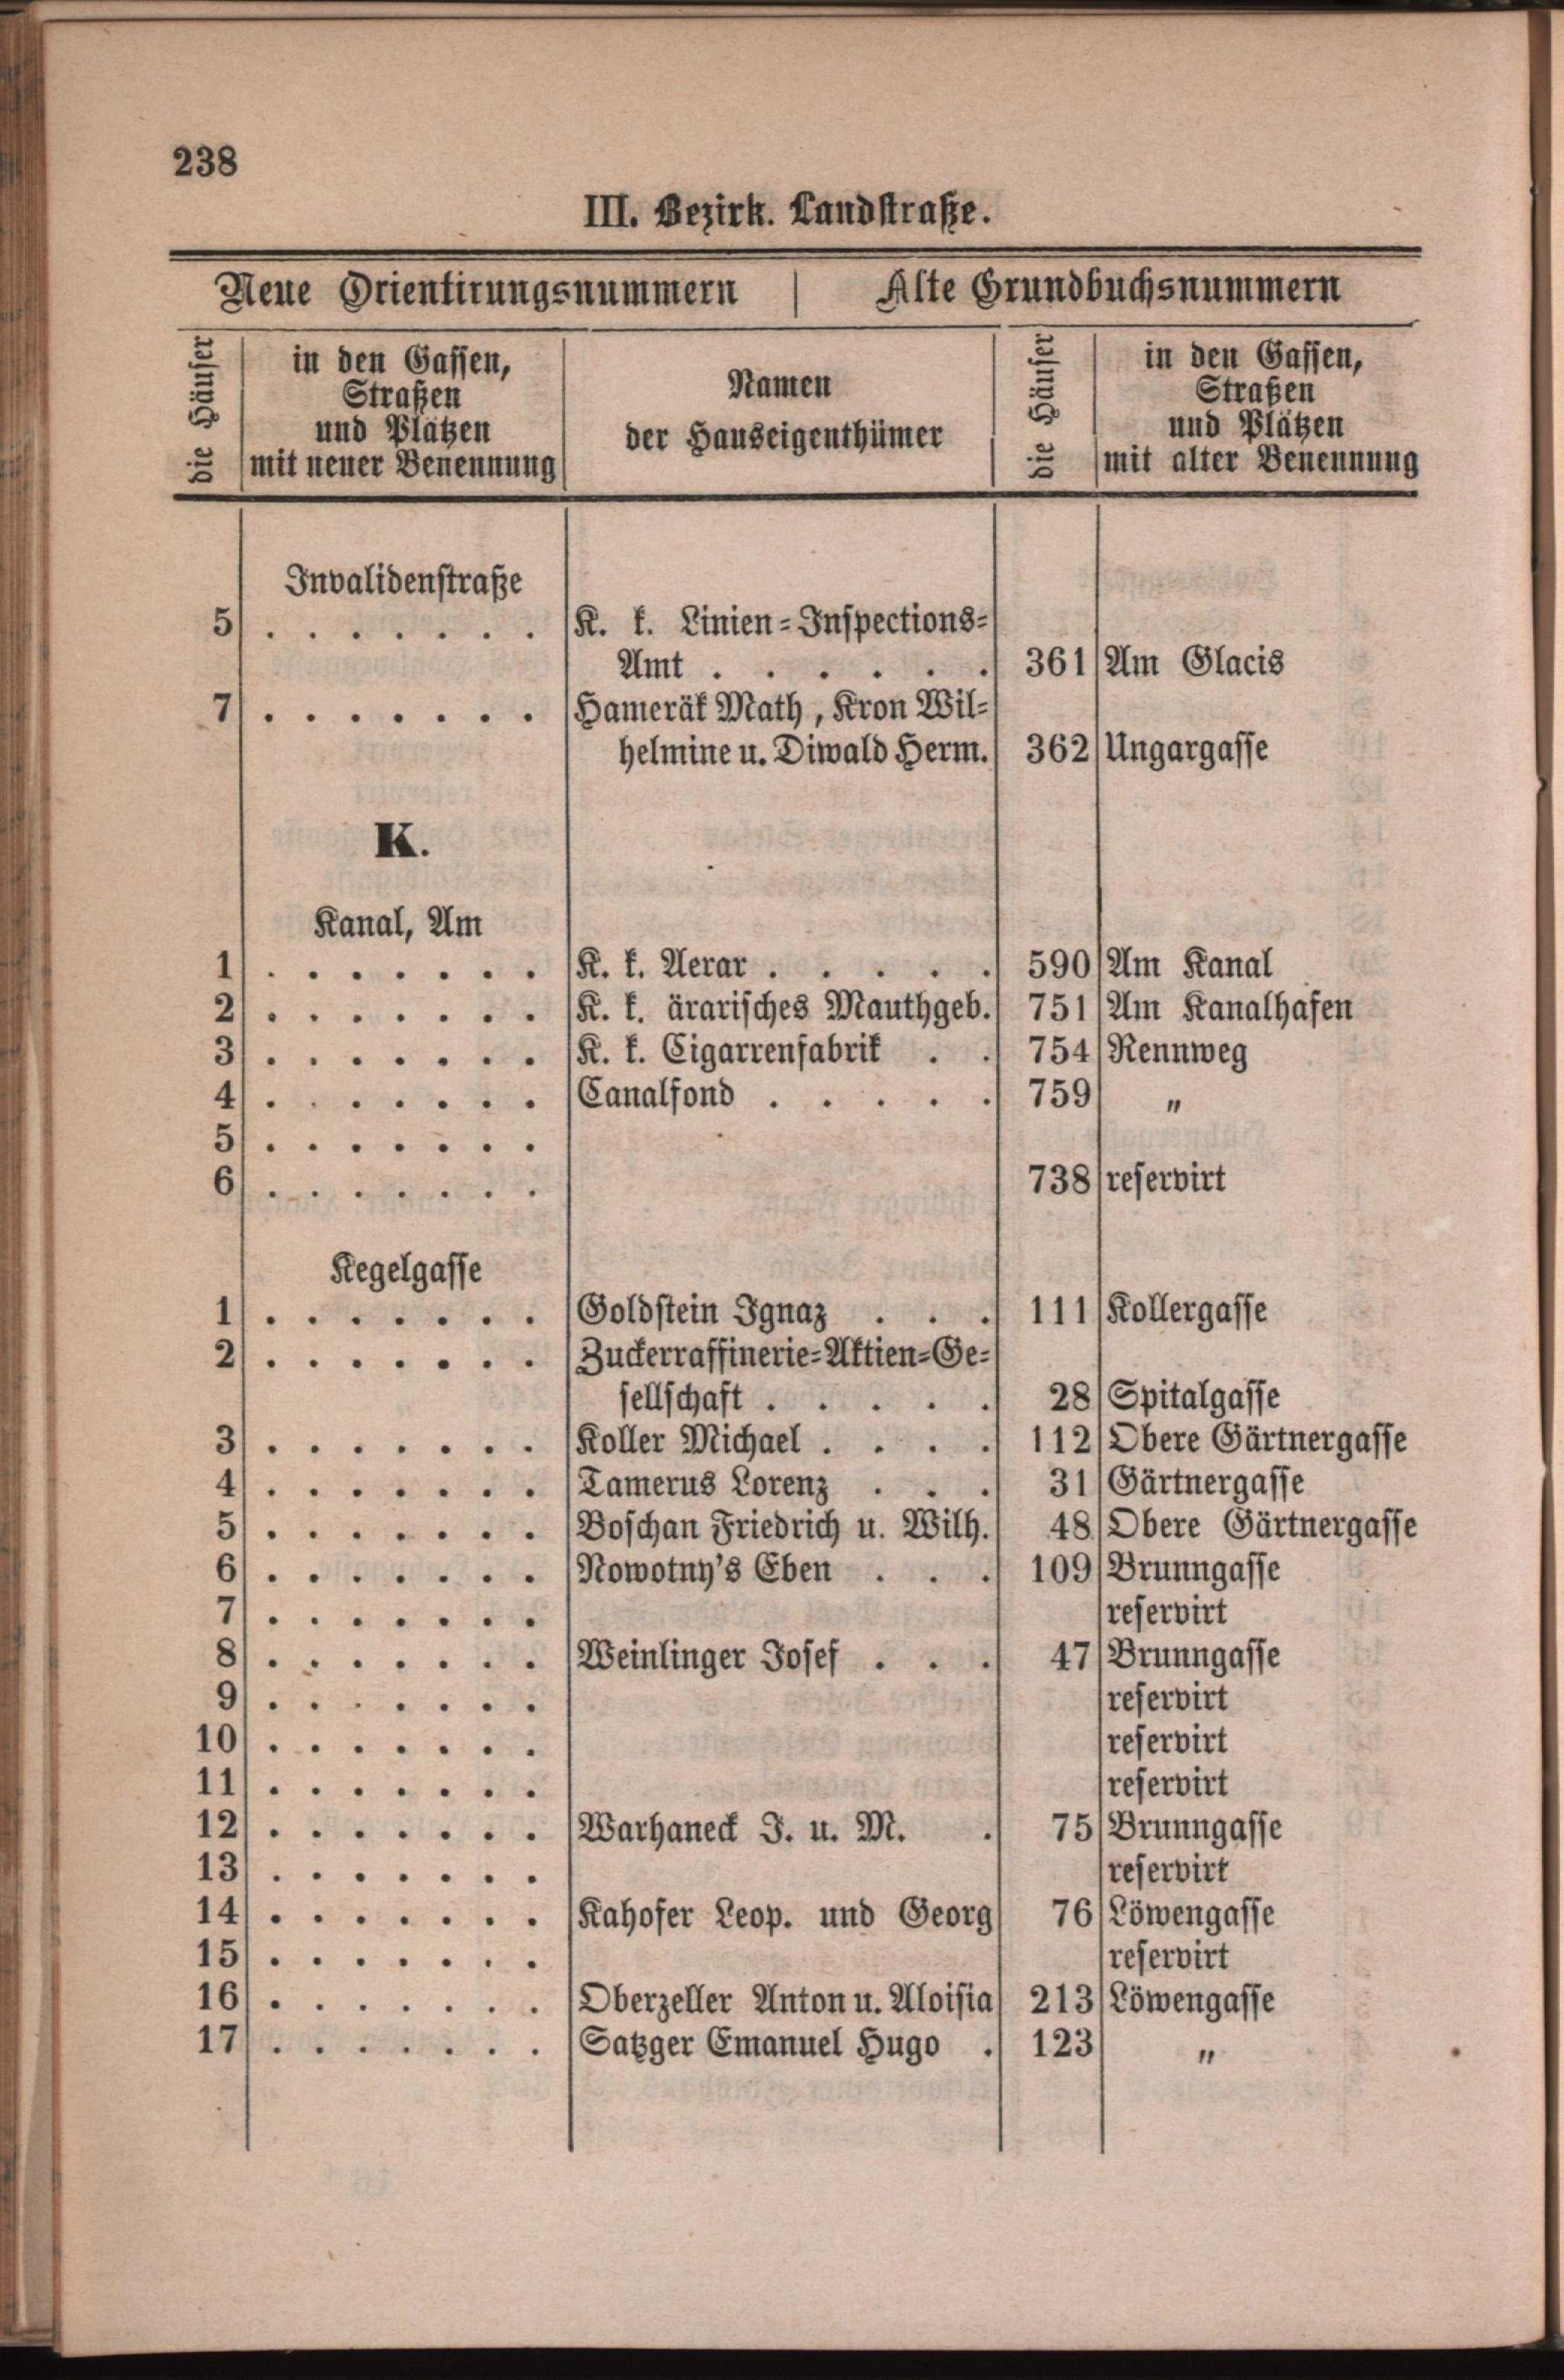 238
III. Bezirk. Landstraße.
Neue Orientirungsnummern | Alte Grundbuchsnummern
die Häuser | in den Gassen, Straßen und Plätzen mit neuer Benennung | Namen der Hauseigenthümer | die Häuser | in den Gassen, Straßen und Plätzen mit alter Benennung
Invalidenstraße
5 . . . . . . . K. k. Linien-Inspections-
Amt . . . . . . 361 Am Glacis
7 . . . . . . . Hameräk Math, Kron Wil-
helmine u. Diwald Herm. 362 Ungargasse
K.
Kanal, Am
1 . . . . . . . K. k. Aerar . . . . . 590 Am Kanal
2 . . . . . . . K. k. ärarisches Mauthgeb. 751 Am Kanalhafen
3 . . . . . . . K. k. Cigarrenfabrik . . 754 Rennweg
4 . . . . . . . Canalfond . . . . . 759 „
5 . . . . . . .
6 . . . . . . . 738 reservirt
Kegelgasse
1 . . . . . . . Goldstein Ignaz . . . 111 Kollergasse
2 . . . . . . . Zuckerraffinerie-Aktien-Ge-
sellschaft . . . . . 28 Spitalgasse
3 . . . . . . . Koller Michael . . . . 112 Obere Gärtnergasse
4 . . . . . . . Tamerus Lorenz . . . 31 Gärtnergasse
5 . . . . . . . Boschan Friedrich u. Wilh. 48 Obere Gärtnergasse
6 . . . . . . . Nowotny's Eben . . . 109 Brunngasse
7 . . . . . . . reservirt
8 . . . . . . . Weinlinger Josef . . . 47 Brunngasse
9 . . . . . . . reservirt
10 . . . . . . . reservirt
11 . . . . . . . reservirt
12 . . . . . . . Warhaneck J. u. M. . 75 Brunngasse
13 . . . . . . . reservirt
14 . . . . . . . Kahofer Leop. und Georg 76 Löwengasse
15 . . . . . . . reservirt
16 . . . . . . . Oberzeller Anton u. Aloisia 213 Löwengasse
17 . . . . . . . Satzger Emanuel Hugo . 123 „